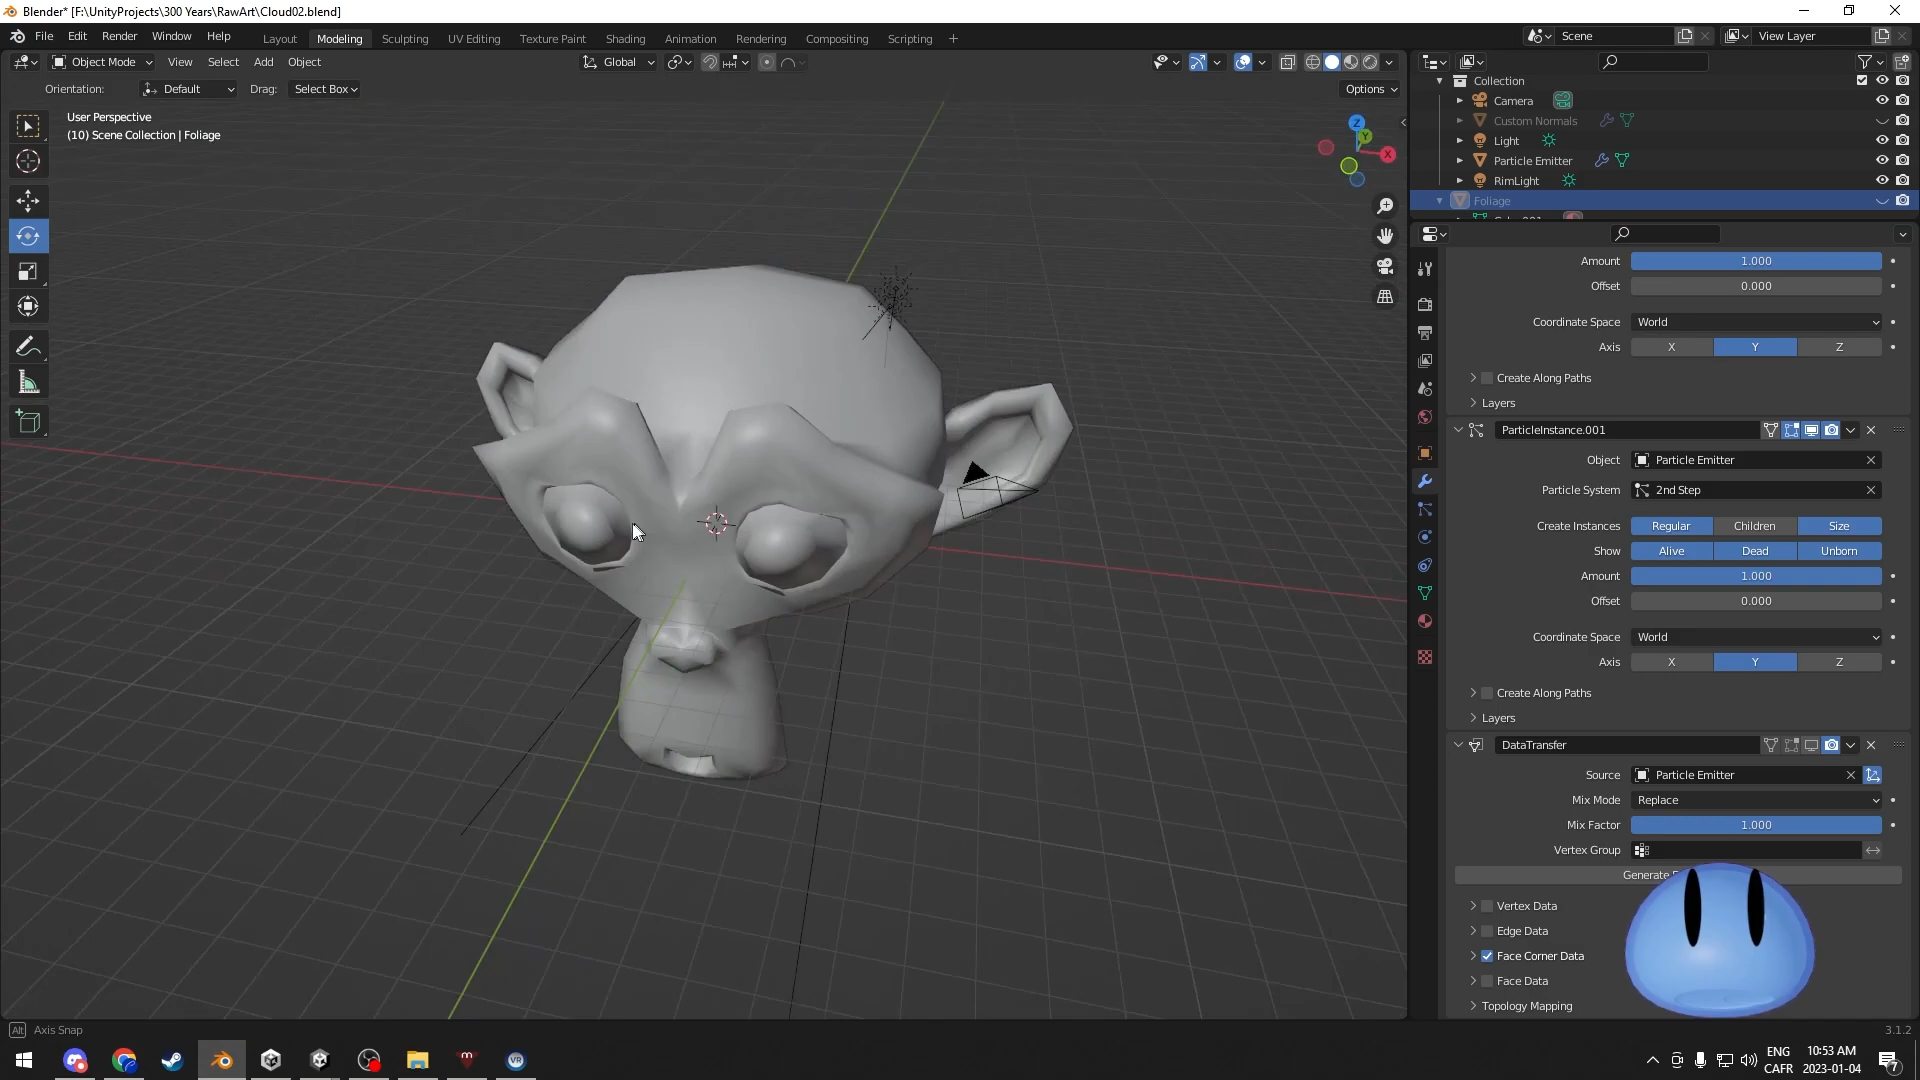 Blender* [F:\UnityProjects\300 Years\RawArt\Cloud02.blend]
File Edit Render Window Help Layout Modeling Sculpting UV Editing Texture Paint Shading Animation Rendering Compositing Scripting Scene View Layer
Object Mode View Select Add Object Global
Orientation: Default Drag: Select Box Options
User Perspective
(10) Scene Collection | Foliage
Z
Y
X
Collection
Camera
Custom Normals
Light
Particle Emitter
RimLight
Foliage
Amount 1.000
Offset 0.000
Coordinate Space World
Axis X Y Z
Create Along Paths
Layers
ParticleInstance.001
Object Particle Emitter
Particle System 2nd Step
Create Instances Regular Children Size
Show Alive Dead Unborn
Amount 1.000
Offset 0.000
Coordinate Space World
Axis X Y Z
Create Along Paths
Layers
DataTransfer
Source Particle Emitter
Mix Mode Replace
Mix Factor 1.000
Vertex Group
Generate
Vertex Data
Edge Data
Face Corner Data
Face Data
Topology Mapping
Alt Axis Snap
3.1.2
ENG
CAFR
10:53 AM
2023-01-04
7